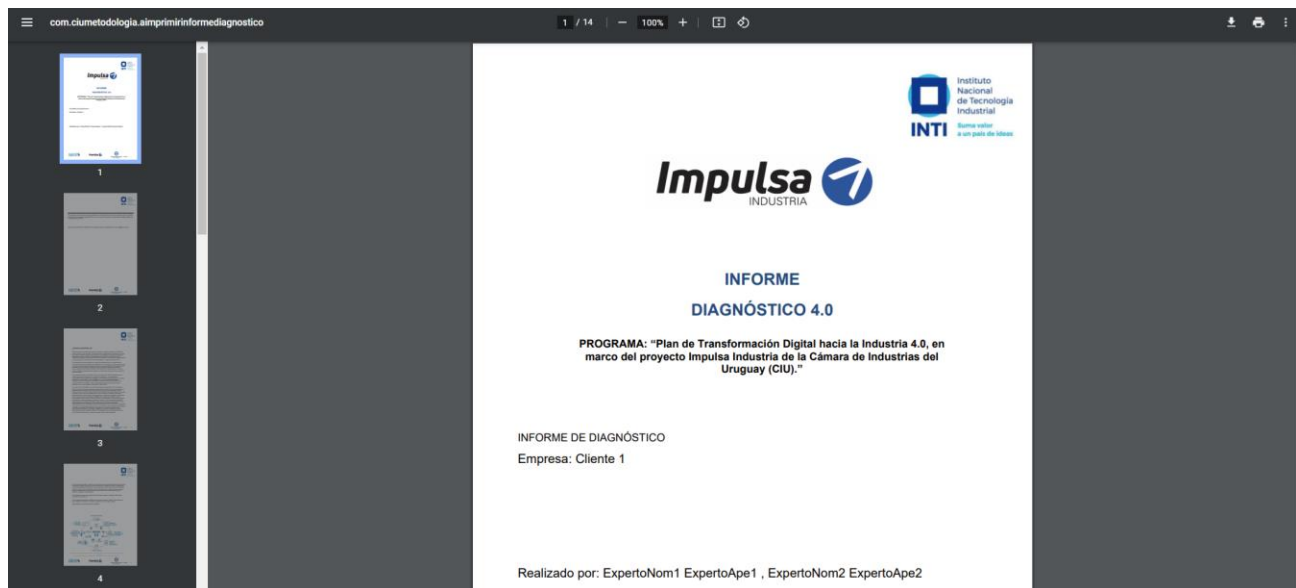 com.ciumetodologia.aimprimirinformediagnostico
1 / 14
100%
1
2
3
4
Instituto
Nacional
de Tecnología
Industrial
INTI
Suma valor
a un país de ideas
Impulsa
INDUSTRIA
INFORME
DIAGNÓSTICO 4.0
PROGRAMA: “Plan de Transformación Digital hacia la Industria 4.0, en
marco del proyecto Impulsa Industria de la Cámara de Industrias del
Uruguay (CIU).”
INFORME DE DIAGNÓSTICO
Empresa: Cliente 1
Realizado por: ExpertoNom1 ExpertoApe1 , ExpertoNom2 ExpertoApe2